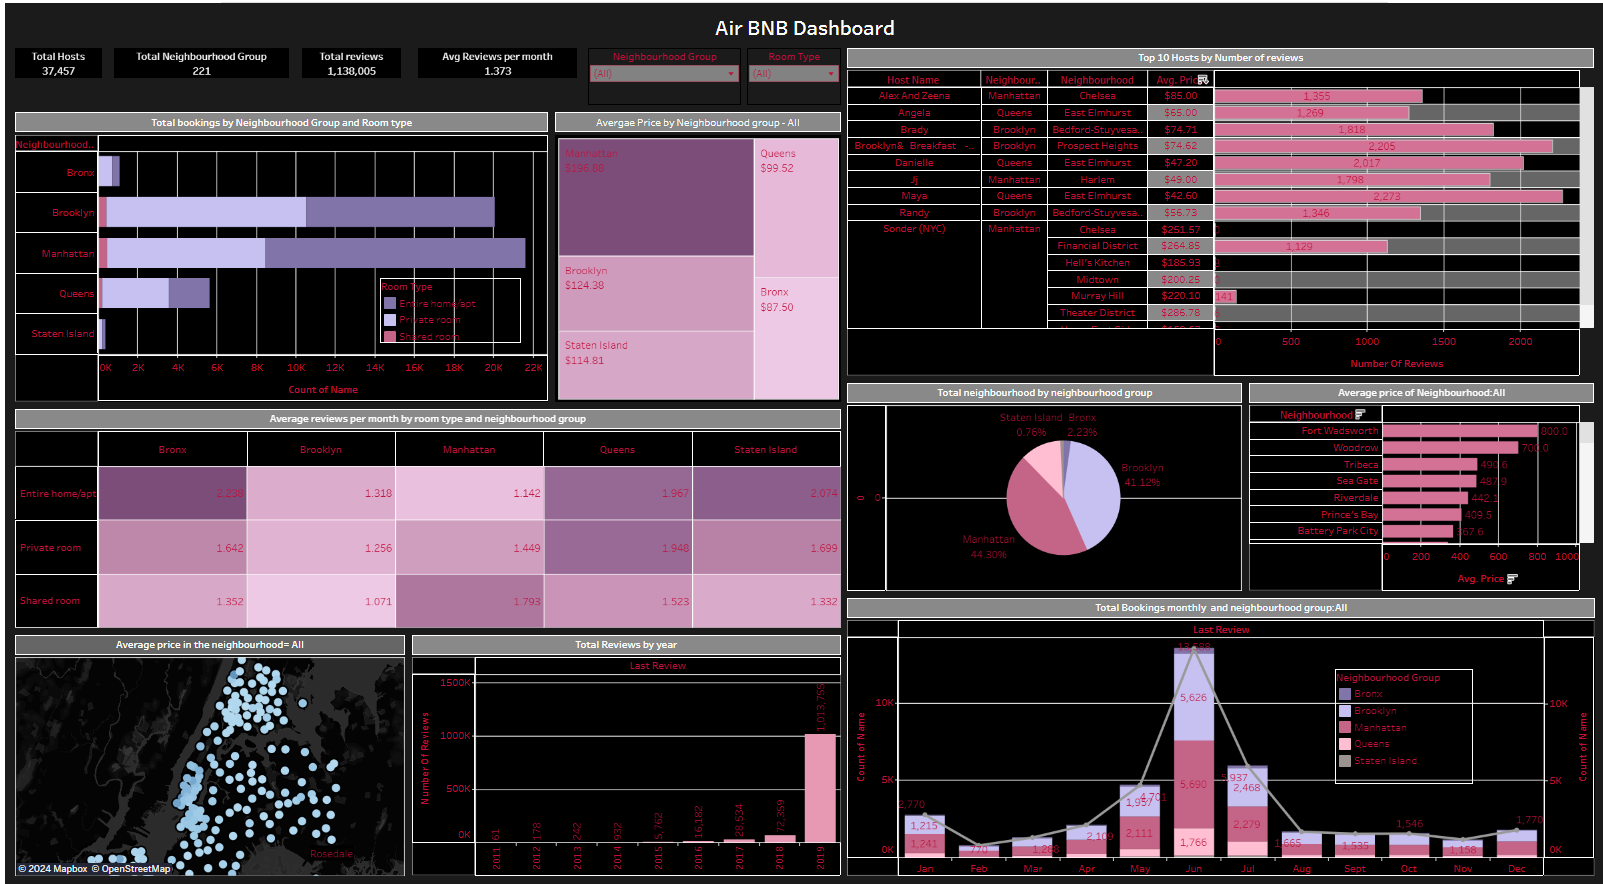 Air BNB Dashboard
Total Hosts
37,457
Total Neighbourhood Group
221
Total reviews
1,138,005
Avg Reviews per month
1.373
Neighbourhood Group
(All)
Room Type
(All)
Total bookings by Neighbourhood Group and Room type
Neighbourhood..
Bronx
Brooklyn
Manhattan
Queens
Staten Island
Room Type
Entire home/apt
Private room
Shared room
0K 2K 4K 6K 8K 10K 12K 14K 16K 18K 20K 22K
Count of Name
Avergae Price by Neighbourhood group - All
Manhattan
Queens
$99.52
Brooklyn
$124.38
Bronx
$87.50
Staten Island
$114.81
Top 10 Hosts by Number of reviews
Host Name Neighbour.. Neighbourhood Avg. Pric
Alex And Zeena Manhattan Chelsea $85.00 1,355
Angela Queens East Elmhurst $65.00 1,269
Brady Brooklyn Bedford-Stuyvesa.. $74.71 1,818
Brooklyn& Breakfast -.. Brooklyn Prospect Heights $74.62 2,205
Danielle Queens East Elmhurst $47.20 2,017
Jj Manhattan Harlem $49.00 1,798
Maya Queens East Elmhurst $42.60 2,273
Randy Brooklyn Bedford-Stuyvesa.. $56.73 1,346
Sonder (NYC) Manhattan Chelsea $251.57
Financial District $264.85 1,129
Hell's Kitchen $185.93
Midtown $200.25
Murray Hill $220.10 141
Theater District $286.78
0 500 1000 1500 2000
Number Of Reviews
Average reviews per month by room type and neighbourhood group
Bronx Brooklyn Manhattan Queens Staten Island
Entire home/apt 2.236 1.318 1.142 1.967 2.074
Private room 1.642 1.256 1.449 1.948 1.699
Shared room 1.352 1.071 1.793 1.523 1.332
Total neighbourhood by neighbourhood group
Staten Island Bronx
0.76% 2.23%
Brooklyn
41.12%
Manhattan
44.30%
0 0
Average price of Neighbourhood:All
Neighbourhood
Fort Wadsworth 800.0
Woodrow 700.0
Tribeca 490.6
Sea Gate 487.9
Riverdale 442.1
Prince's Bay 409.5
Battery Park City 367.6
0 200 400 600 800 1000
Avg. Price
Average price in the neighbourhood= All
Rosedale
© 2024 Mapbox © OpenStreetMap
Total Reviews by year
Last Review
Number Of Reviews
1500K
1000K
500K
0K
61 178 242 932 5,762 16,182 28,534 72,359 1,013,755
2011 2012 2013 2014 2015 2016 2017 2018 2019
Total Bookings monthly and neighbourhood group:All
Last Review
Count of Name
10K
5K
0K
2,770
1,215
1,241
770
1,288
2,109
4,701
1,957
2,111
5,626
5,690
1,766
5,937
2,468
2,279
1,665
1,535
1,546
1,158
1,770
Neighbourhood Group
Bronx
Brooklyn
Manhattan
Queens
Staten Island
10K
5K
0K
Count of Name
Jan Feb Mar Apr May Jun Jul Aug Sept Oct Nov Dec